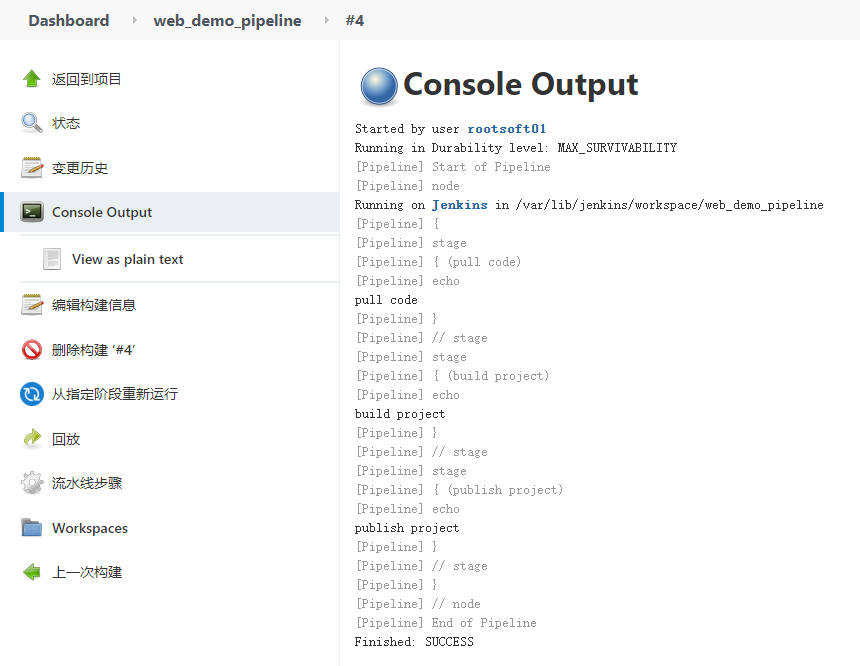 Dashboard web_demo_pipeline #4
返回到项目
状态
变更历史
Console Output
View as plain text
编辑构建信息
删除构建 ‘#4’
从指定阶段重新运行
回放
流水线步骤
Workspaces
上一次构建
Console Output
Started by user rootsoft01
Running in Durability level: MAX_SURVIVABILITY
[Pipeline] Start of Pipeline
[Pipeline] node
Running on Jenkins in /var/lib/jenkins/workspace/web_demo_pipeline
[Pipeline] {
[Pipeline] stage
[Pipeline] { (pull code)
[Pipeline] echo
pull code
[Pipeline] }
[Pipeline] // stage
[Pipeline] stage
[Pipeline] { (build project)
[Pipeline] echo
build project
[Pipeline] }
[Pipeline] // stage
[Pipeline] stage
[Pipeline] { (publish project)
[Pipeline] echo
publish project
[Pipeline] }
[Pipeline] // stage
[Pipeline] }
[Pipeline] // node
[Pipeline] End of Pipeline
Finished: SUCCESS